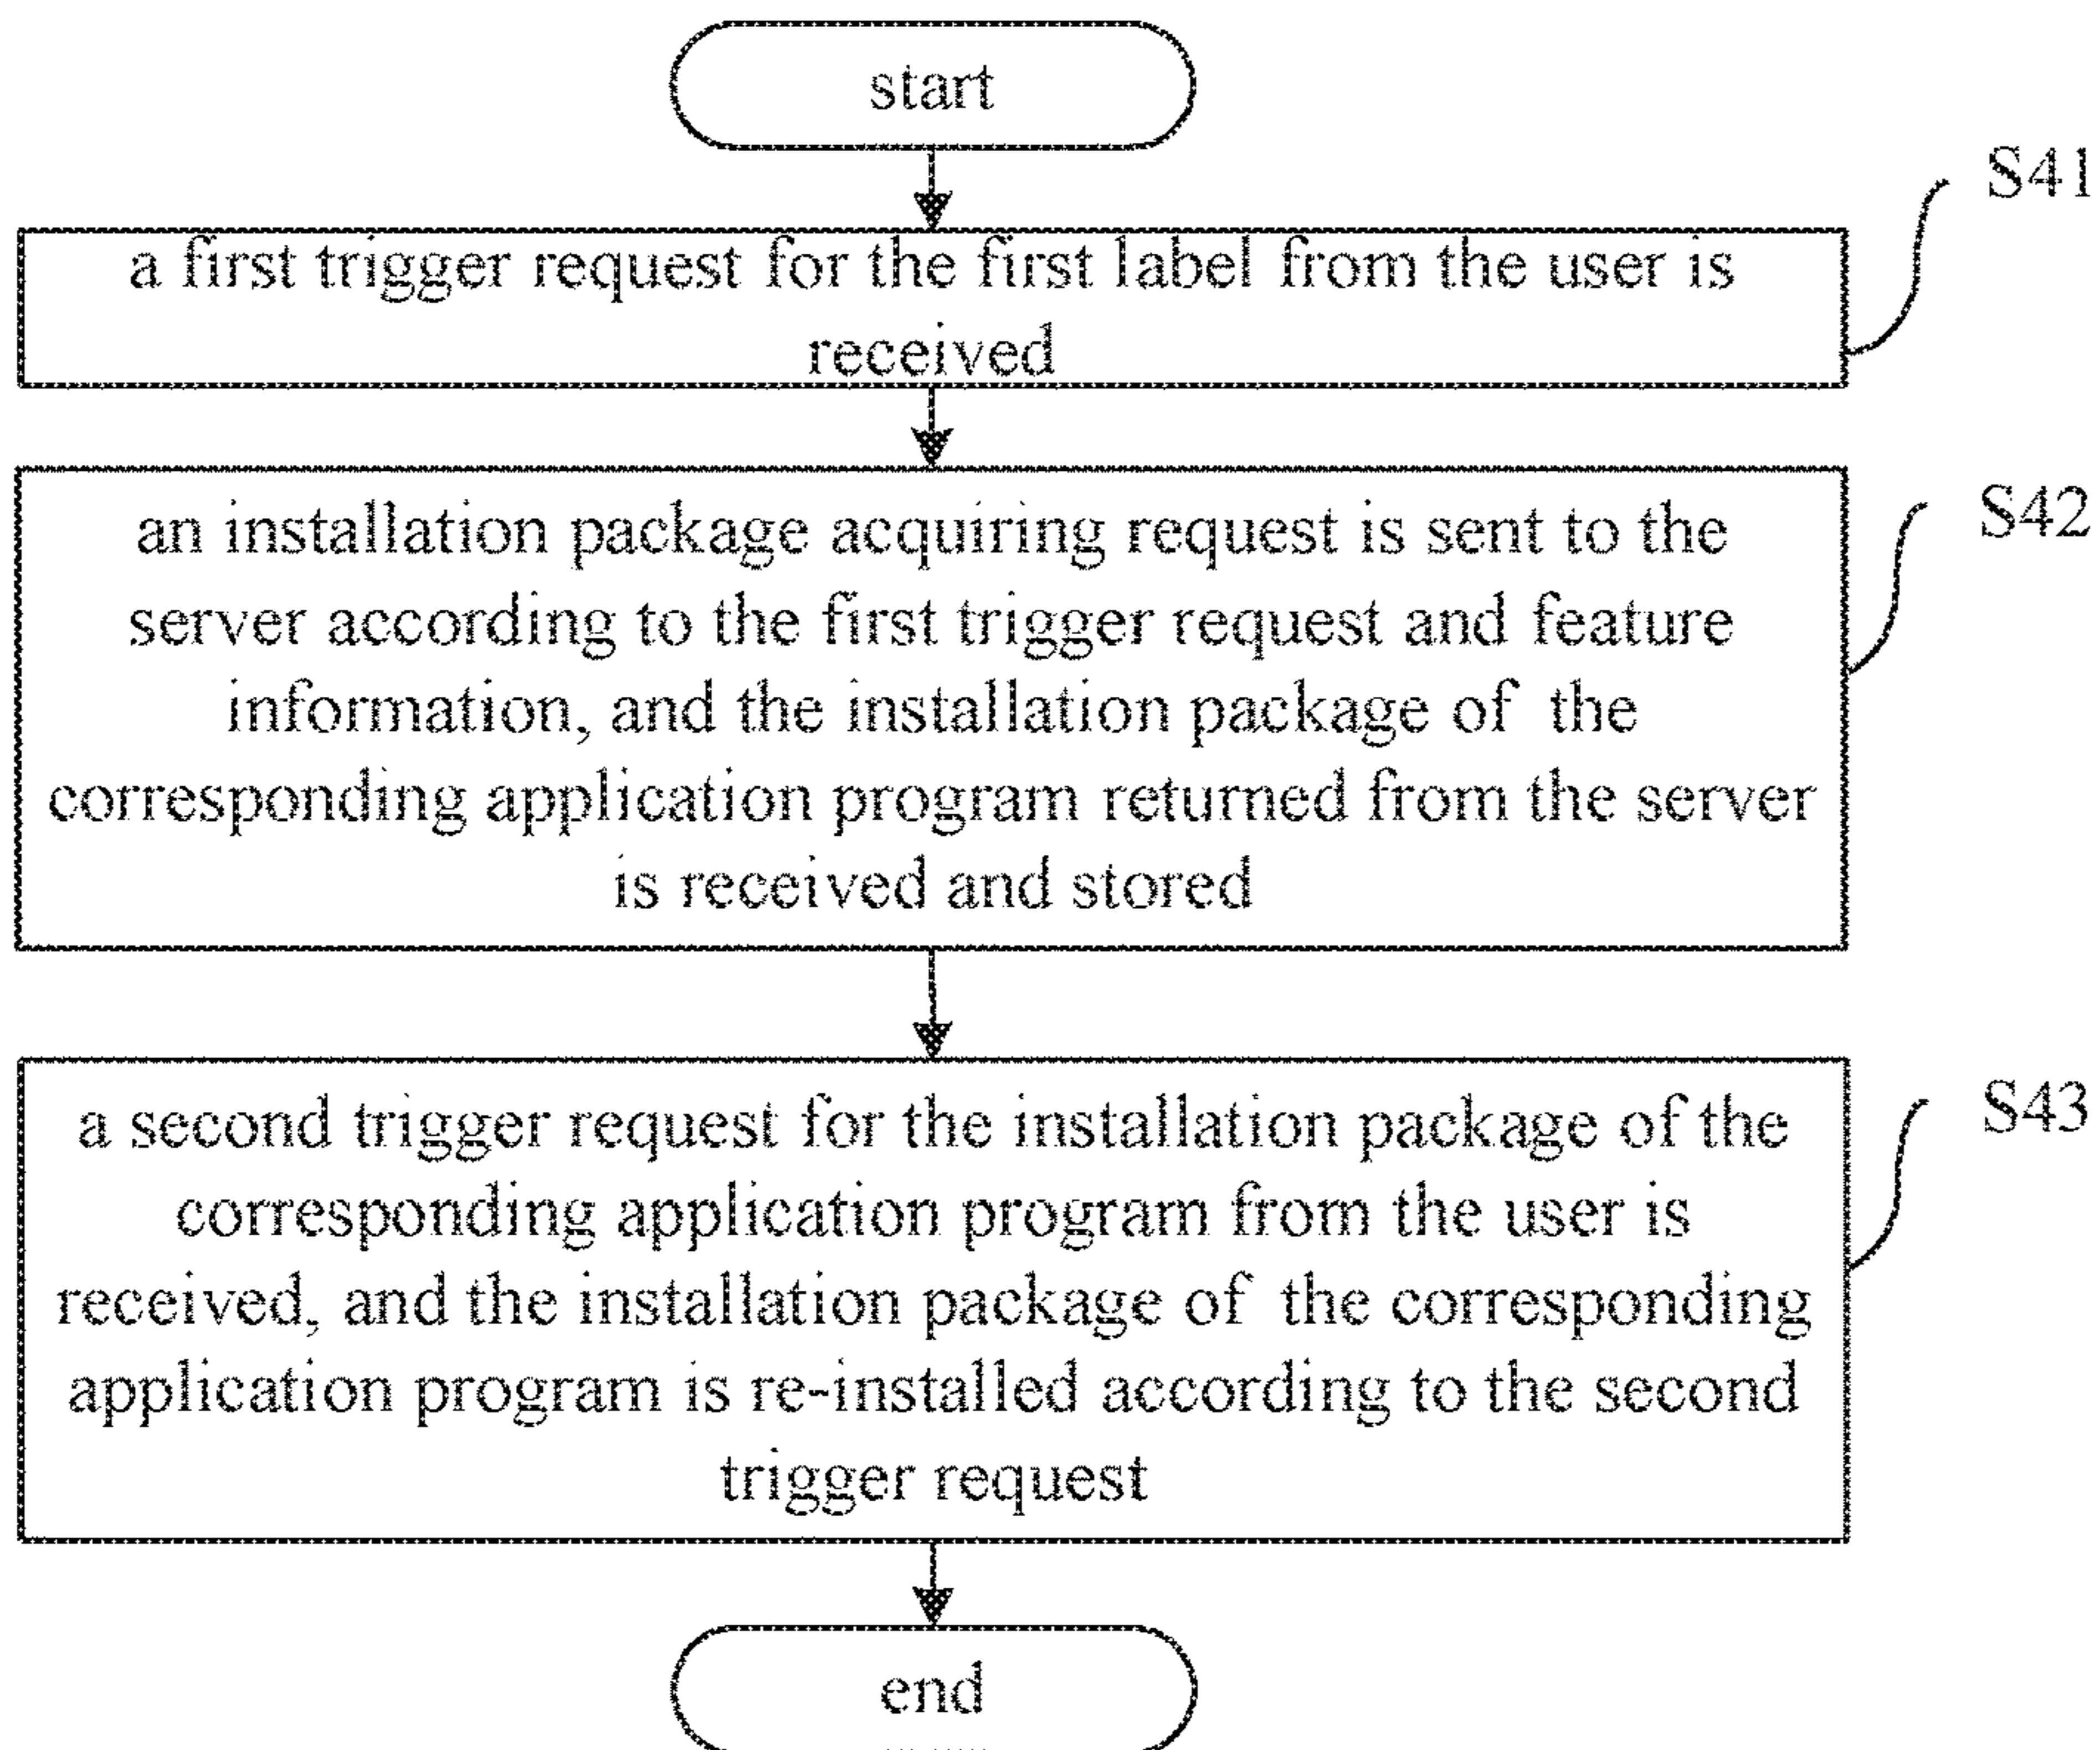 start
S41
a first trigger request for the first label from the user is
received
S42
an installation package acquiring request is sent to the
server according to the first trigger request and feature
information, and the installation package of the
corresponding application program returned from the server
is received and stored
S43
a second trigger request for the installation package of the
corresponding application program from the user is
received, and the installation package of the corresponding
application program is re-installed according to the second
trigger request
end